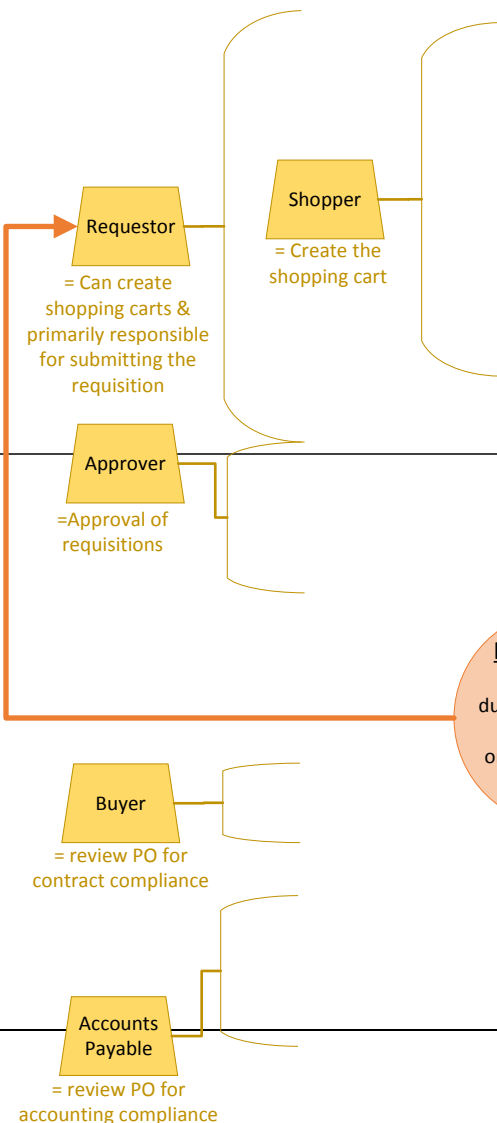 Requestor
= Can create
shopping carts &
primarily responsible
for submitting the
requisition
Shopper
= Create the
shopping cart
Approver
=Approval of
requisitions
Buyer
= review PO for
contract compliance
Accounts
Payable
= review PO for
accounting compliance